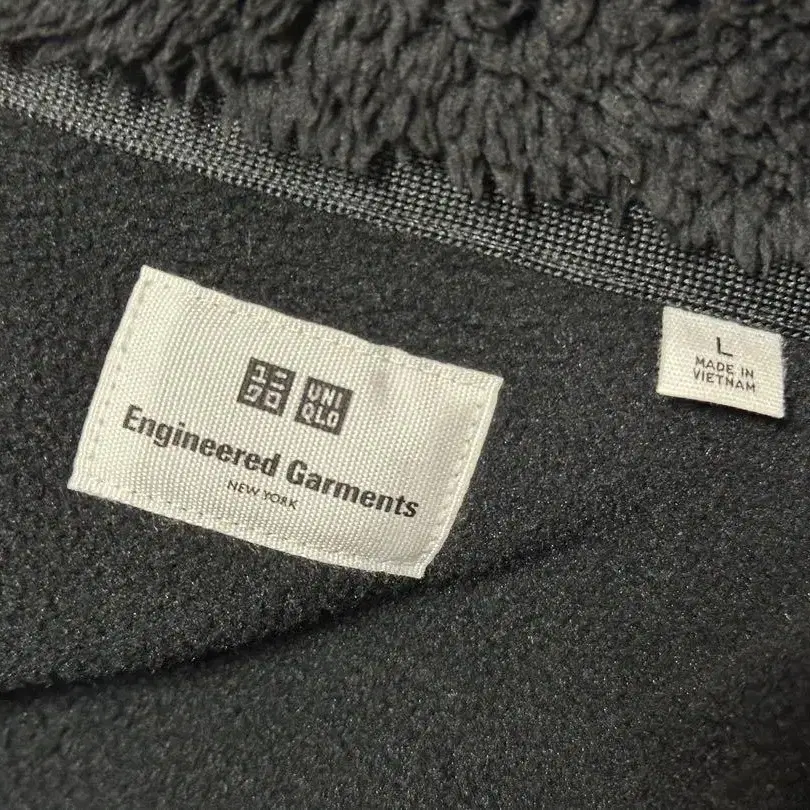 ユニ UNI
クロ QLO
Engineered Garments
NEW YORK
L
MADE IN
VIETNAM